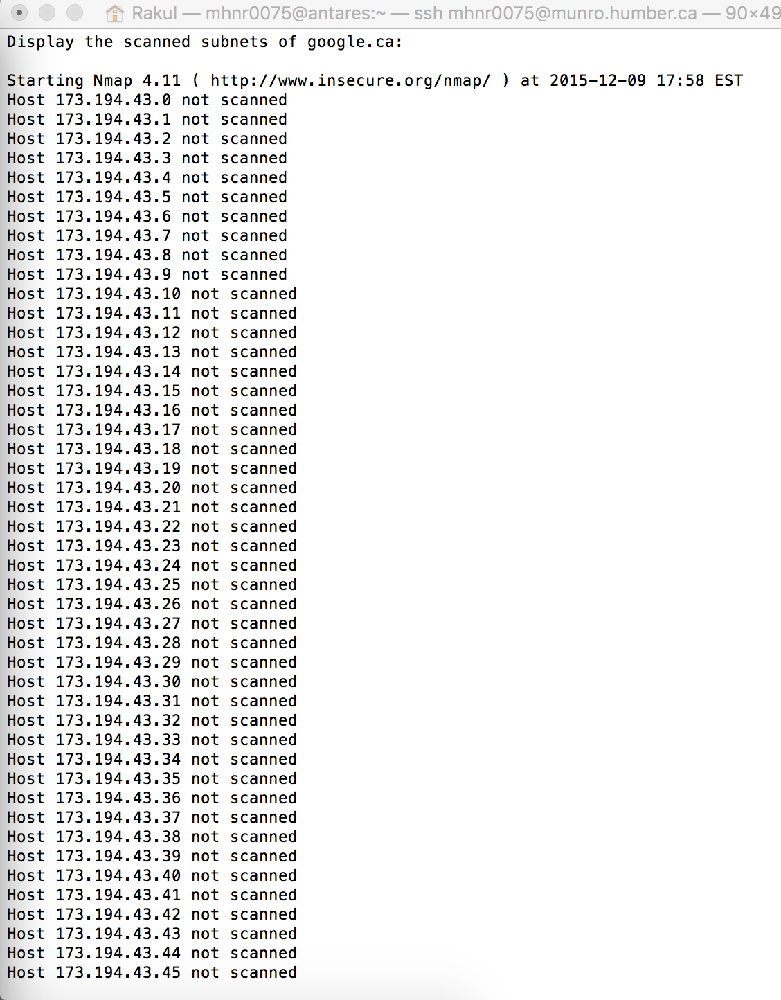 Rakul — mhnr0075@antares:~ — ssh mhnr0075@munro.humber.ca — 90×49
Display the scanned subnets of google.ca:
Starting Nmap 4.11 ( http://www.insecure.org/nmap/ ) at 2015-12-09 17:58 EST
Host 173.194.43.0 not scanned
Host 173.194.43.1 not scanned
Host 173.194.43.2 not scanned
Host 173.194.43.3 not scanned
Host 173.194.43.4 not scanned
Host 173.194.43.5 not scanned
Host 173.194.43.6 not scanned
Host 173.194.43.7 not scanned
Host 173.194.43.8 not scanned
Host 173.194.43.9 not scanned
Host 173.194.43.10 not scanned
Host 173.194.43.11 not scanned
Host 173.194.43.12 not scanned
Host 173.194.43.13 not scanned
Host 173.194.43.14 not scanned
Host 173.194.43.15 not scanned
Host 173.194.43.16 not scanned
Host 173.194.43.17 not scanned
Host 173.194.43.18 not scanned
Host 173.194.43.19 not scanned
Host 173.194.43.20 not scanned
Host 173.194.43.21 not scanned
Host 173.194.43.22 not scanned
Host 173.194.43.23 not scanned
Host 173.194.43.24 not scanned
Host 173.194.43.25 not scanned
Host 173.194.43.26 not scanned
Host 173.194.43.27 not scanned
Host 173.194.43.28 not scanned
Host 173.194.43.29 not scanned
Host 173.194.43.30 not scanned
Host 173.194.43.31 not scanned
Host 173.194.43.32 not scanned
Host 173.194.43.33 not scanned
Host 173.194.43.34 not scanned
Host 173.194.43.35 not scanned
Host 173.194.43.36 not scanned
Host 173.194.43.37 not scanned
Host 173.194.43.38 not scanned
Host 173.194.43.39 not scanned
Host 173.194.43.40 not scanned
Host 173.194.43.41 not scanned
Host 173.194.43.42 not scanned
Host 173.194.43.43 not scanned
Host 173.194.43.44 not scanned
Host 173.194.43.45 not scanned